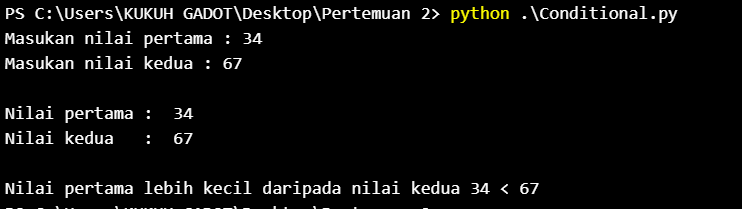 PS C:\Users\KUKUH GADOT\Desktop\Pertemuan 2> python .\Conditional.py
Masukan nilai pertama : 34
Masukan nilai kedua : 67
Nilai pertama :  34
Nilai kedua   :  67
Nilai pertama lebih kecil daripada nilai kedua 34 < 67